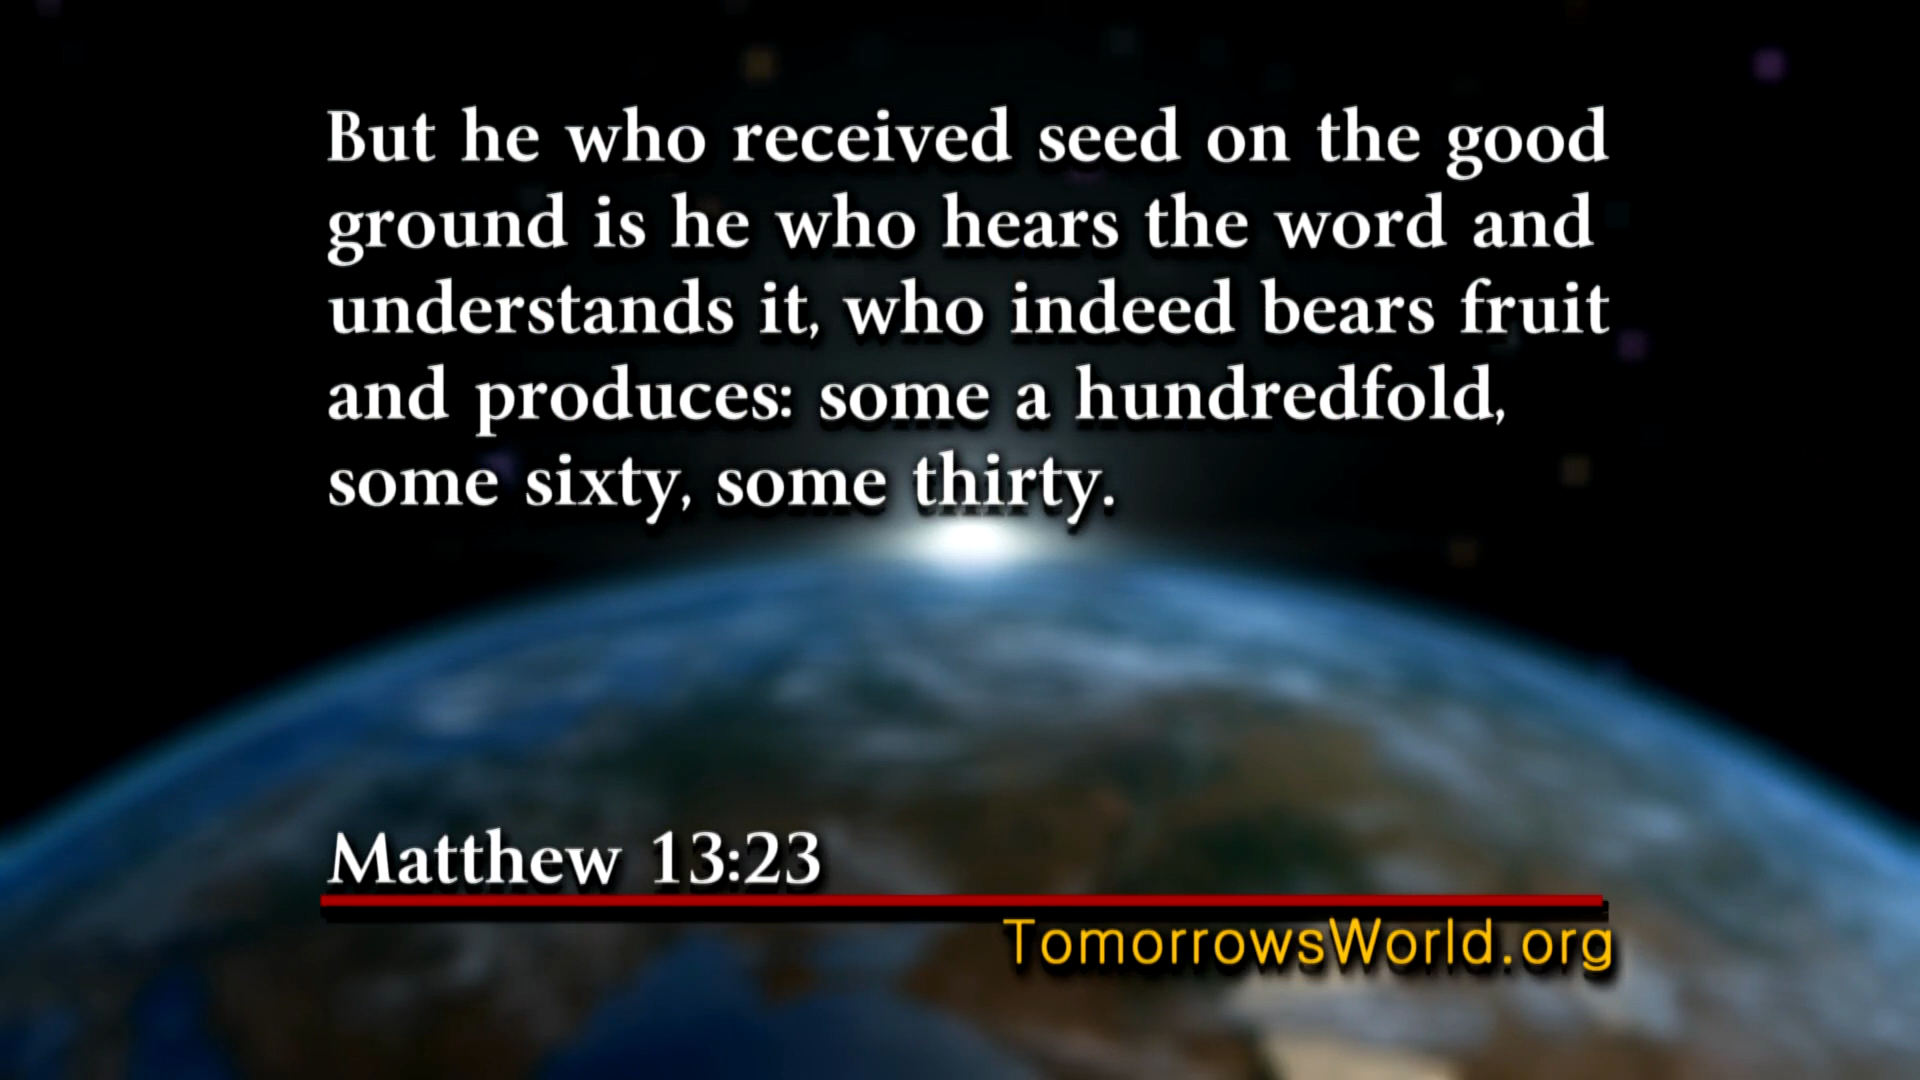 But he who received seed on the good
ground is he who hears the word and
understands it, who indeed bears fruit
and produces: some a hundredfold,
some sixty, some thirty.
Matthew 13:23
TomorrowsWorld.org